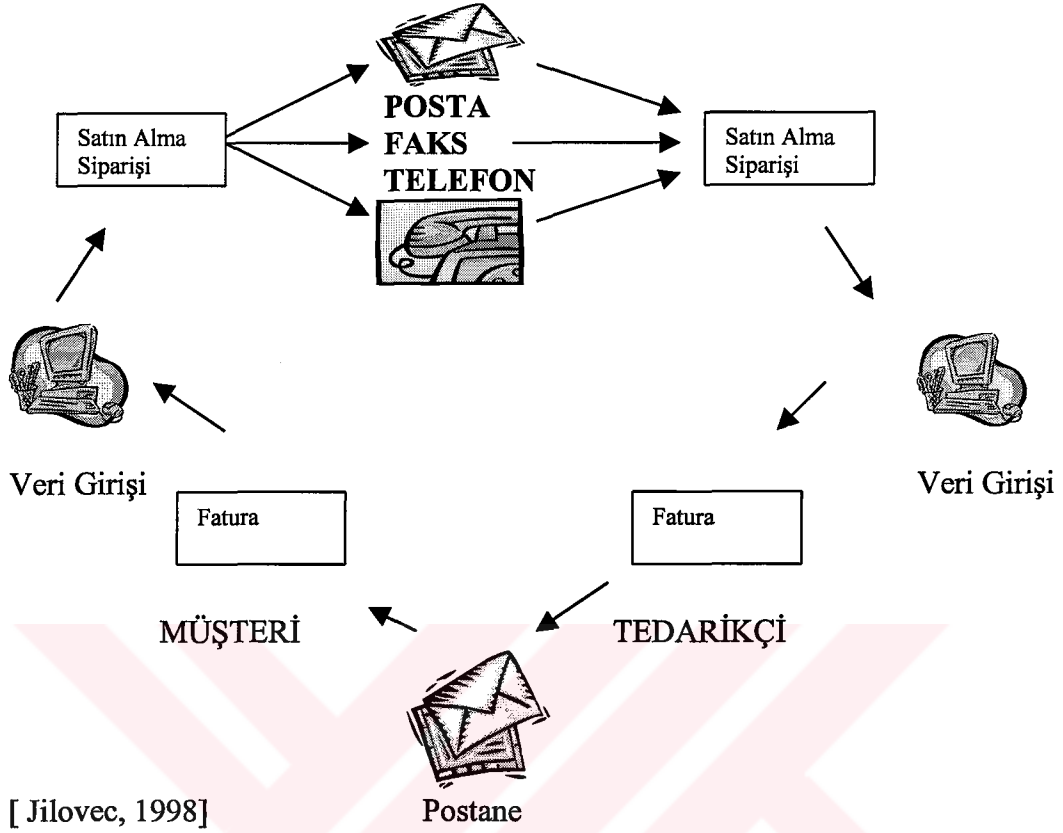 POSTA
Satın Alma
Siparişi
FAKS
TELEFON
Satın Alma
Siparişi
Veri Girişi
Veri Girişi
Fatura
Fatura
MÜŞTERİ
TEDARİKÇİ
[ Jilovec, 1998]
Postane